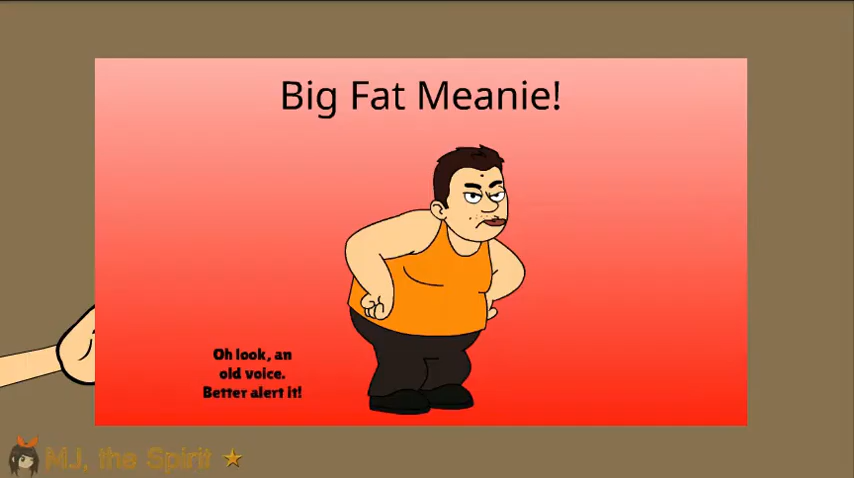 Big Fat Meanie!
Oh look, an
old voice.
Better alert it!
MJ, the Spirit